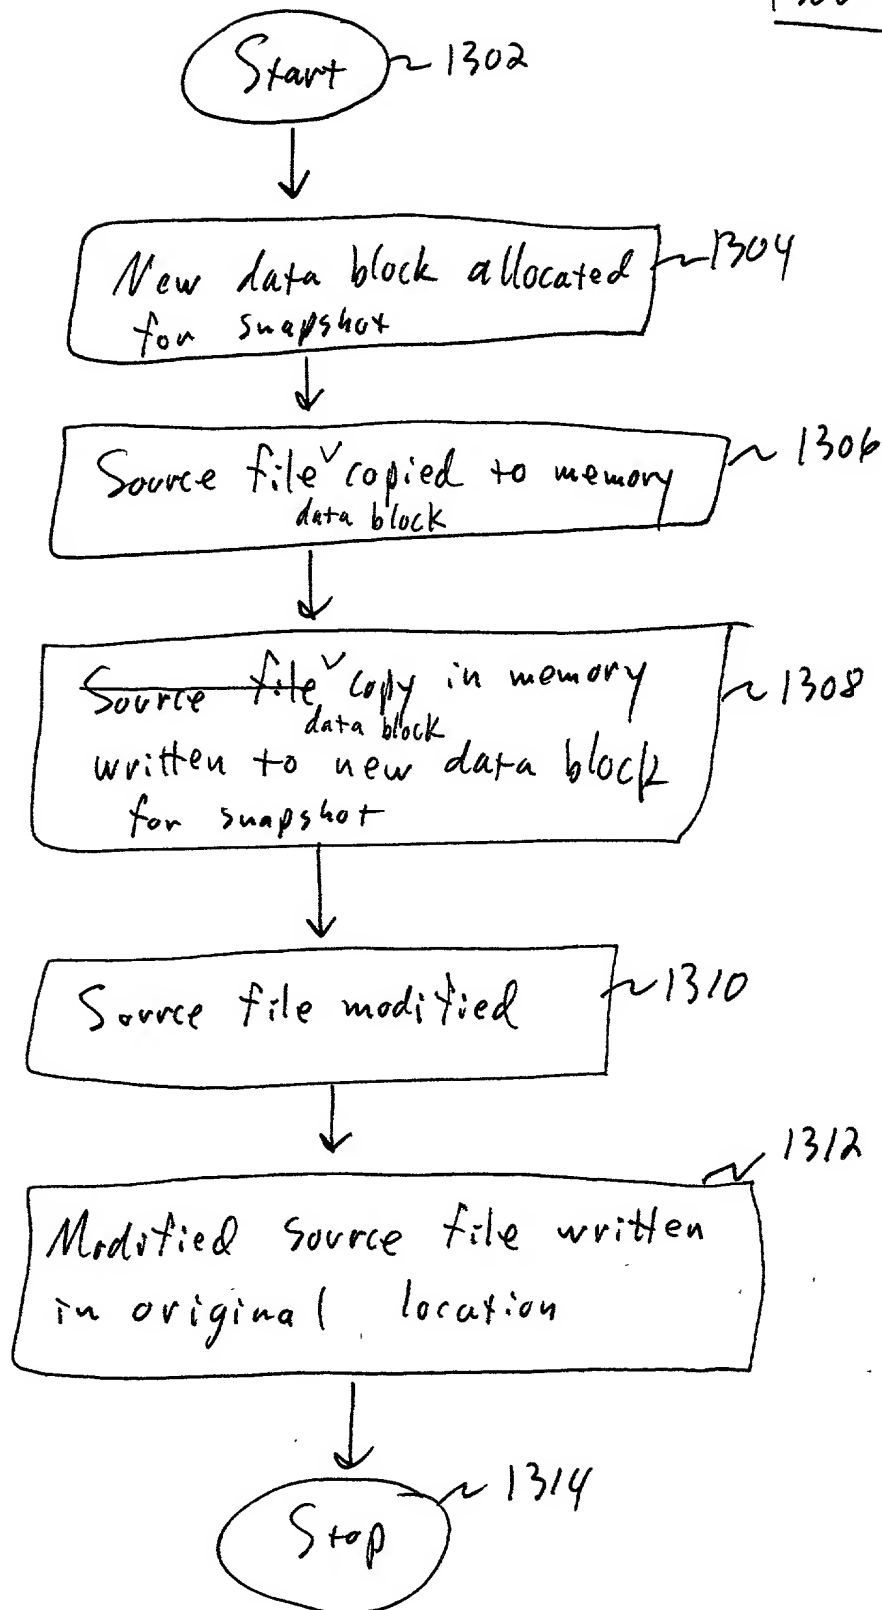 Start 1302
New data block allocated 1304
for snapshot
Source file copied to memory 1306
data block
Source file copy in memory 1308
data block
written to new data block
for snapshot
Source file modified 1310
1312
Modified source file written
in original location
1314
Stop